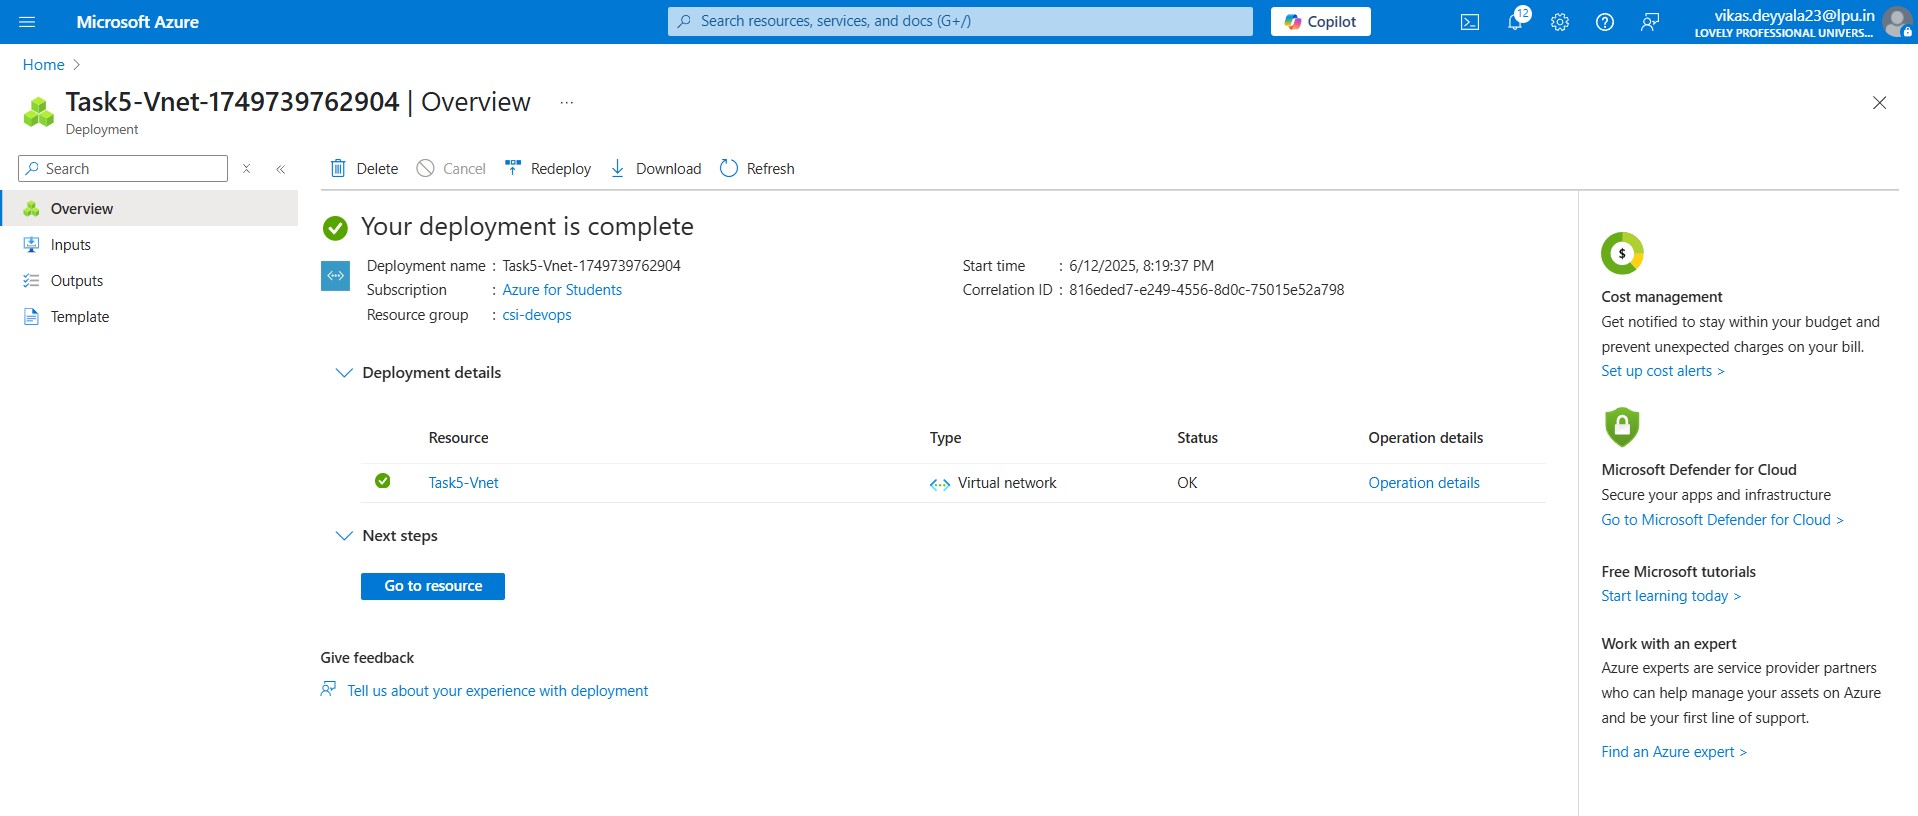 Microsoft Azure
Search resources, services, and docs (G+/)
Copilot
12
vikas.deyyala23@lpu.in
LOVELY PROFESSIONAL UNIVERS...
Home
Task5-Vnet-1749739762904 | Overview ...
Deployment
Search
Overview
Inputs
Outputs
Template
Delete Cancel Redeploy Download Refresh
Your deployment is complete
Deployment name : Task5-Vnet-1749739762904
Subscription : Azure for Students
Resource group : csi-devops
Start time : 6/12/2025, 8:19:37 PM
Correlation ID : 816eded7-e249-4556-8d0c-75015e52a798
Deployment details
Resource Type Status Operation details
Task5-Vnet Virtual network OK Operation details
Next steps
Go to resource
Give feedback
Tell us about your experience with deployment
$
Cost management
Get notified to stay within your budget and
prevent unexpected charges on your bill.
Set up cost alerts >
Microsoft Defender for Cloud
Secure your apps and infrastructure
Go to Microsoft Defender for Cloud >
Free Microsoft tutorials
Start learning today >
Work with an expert
Azure experts are service provider partners
who can help manage your assets on Azure
and be your first line of support.
Find an Azure expert >